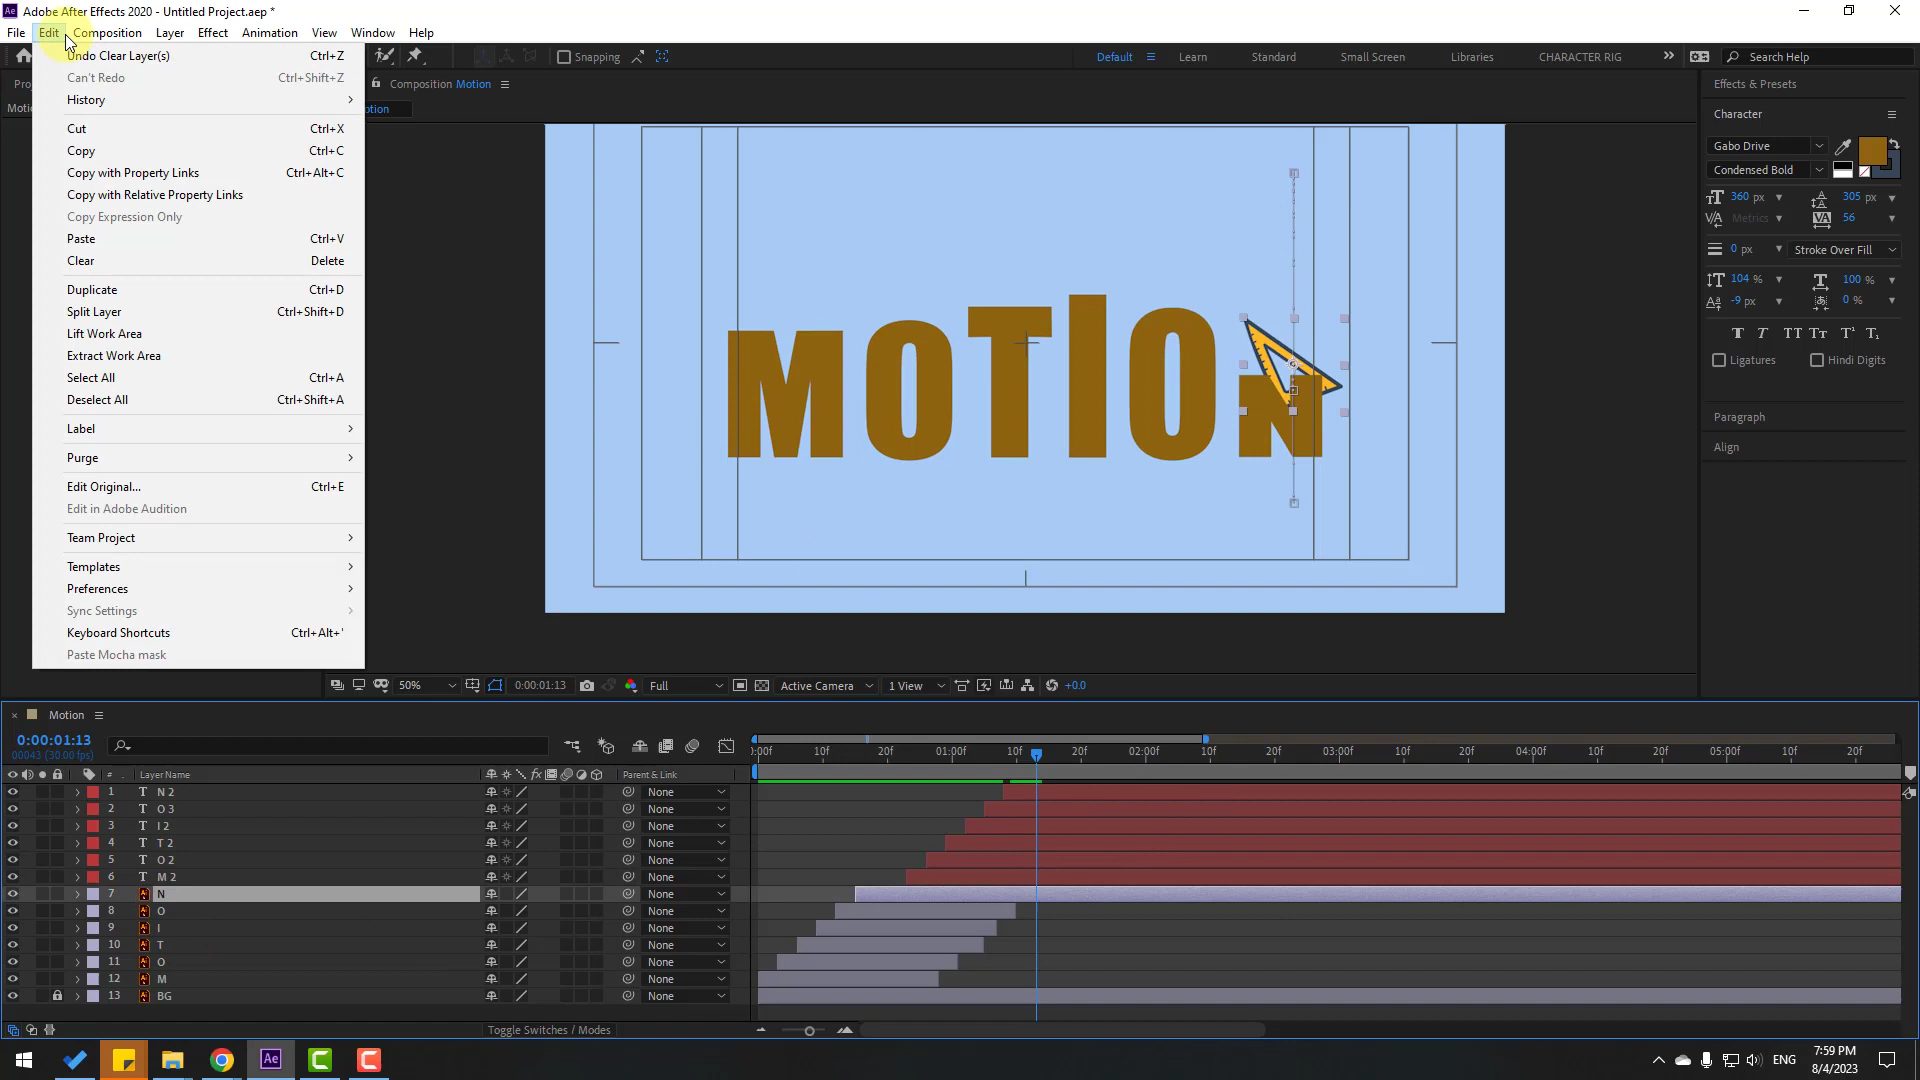 Adobe After Effects 2020 - Untitled Project.aep *
File Edit Composition Layer Effect Animation View Window Help
Snapping
Default Learn Standard Small Screen Libraries CHARACTER RIG Search Help
Undo Clear Layer(s) Ctrl+Z
Can't Redo Ctrl+Shift+Z
History
Cut Ctrl+X
Copy Ctrl+C
Copy with Property Links Ctrl+Alt+C
Copy with Relative Property Links
Copy Expression Only
Paste Ctrl+V
Clear Delete
Duplicate Ctrl+D
Split Layer Ctrl+Shift+D
Lift Work Area
Extract Work Area
Select All Ctrl+A
Deselect All Ctrl+Shift+A
Label
Purge
Edit Original... Ctrl+E
Edit in Adobe Audition
Team Project
Templates
Preferences
Sync Settings
Keyboard Shortcuts Ctrl+Alt+'
Paste Mocha mask
Composition Motion
MOTION
Effects & Presets
Character
Gabo Drive
Condensed Bold
360 px 305 px
Metrics 56
0 px Stroke Over Fill
104 % 100 %
-9 px 0 %
T T TT Tt T¹ T₁
Ligatures Hindi Digits
Paragraph
Align
50% 0:00:01:13 Full Active Camera 1 View +0.0
Motion
0:00:01:13
00043 (30.00 fps)
:00f 10f 20f 01:00f 10f 20f 02:00f 10f 20f 03:00f 10f 20f 04:00f 10f 20f 05:00f 10f 20f
# Layer Name fx Parent & Link
1 T N 2 None
2 T O 3 None
3 T I 2 None
4 T T 2 None
5 T O 2 None
6 T M 2 None
7 N None
8 O None
9 I None
10 T None
11 O None
12 M None
13 BG None
Toggle Switches / Modes
Ae
ENG
7:59 PM
8/4/2023